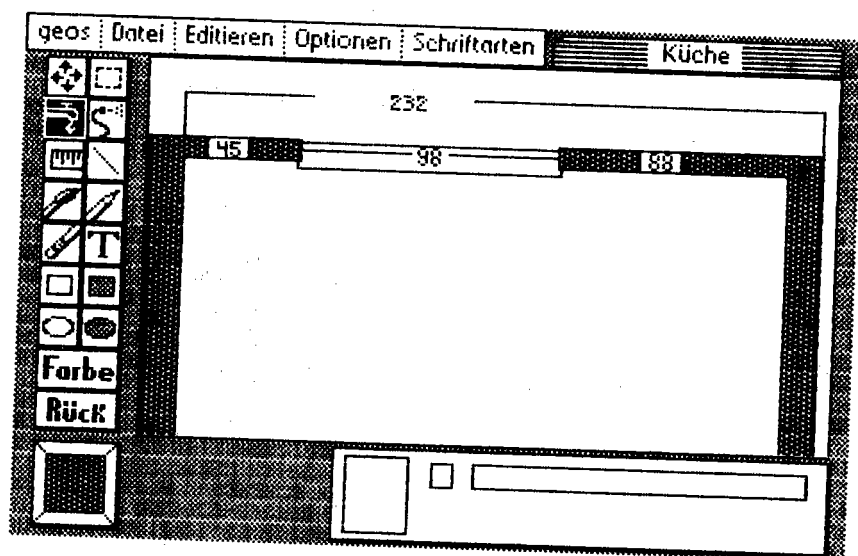 geos Datei Editieren Optionen Schriftarten Küche
232
45 98 88
T
Farbe
Rück